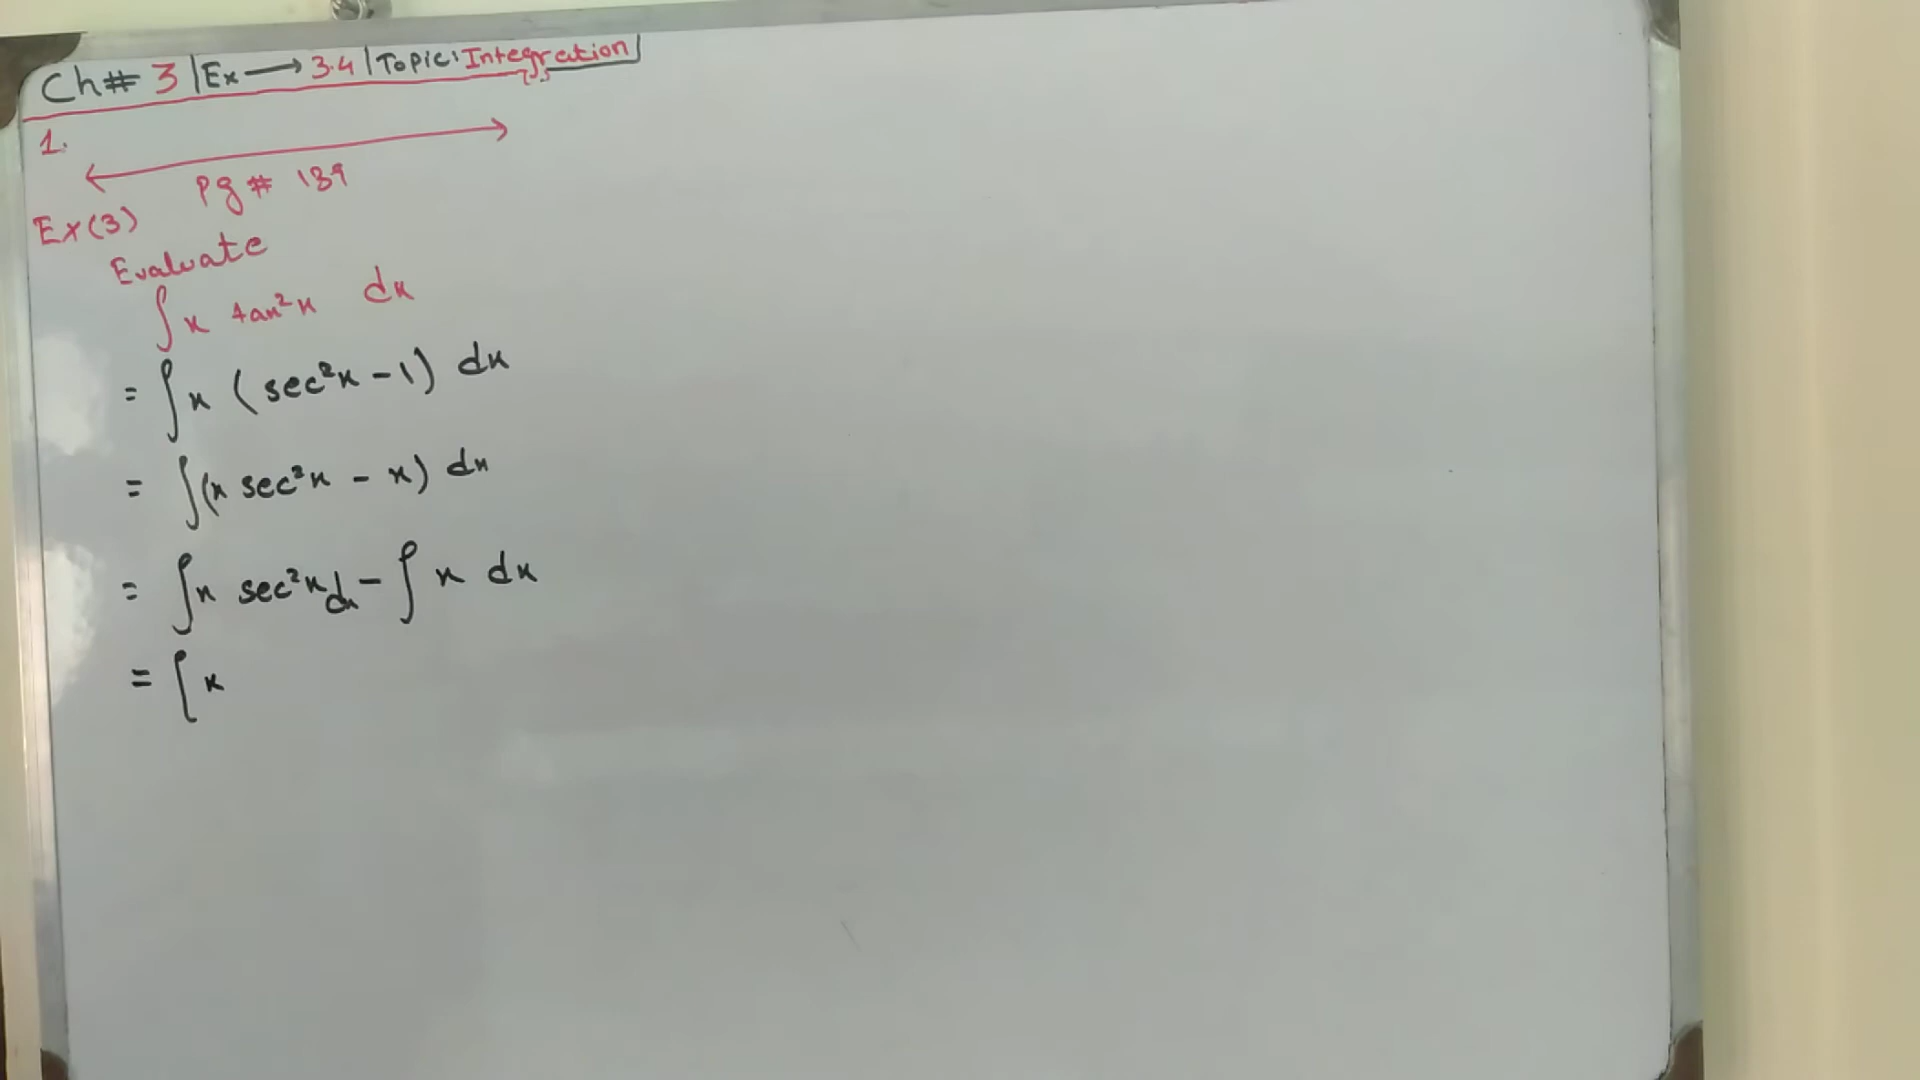 Ch# 3 | Ex → 3.4 | Topic: Integration
1.
Pg # 139
Ex(3)
Evaluate
∫ x tan²x dx
= ∫ x (sec²x - 1) dx
= ∫(x sec²x - x) dx
= ∫ x sec²x dx - ∫ x dx
= [ x